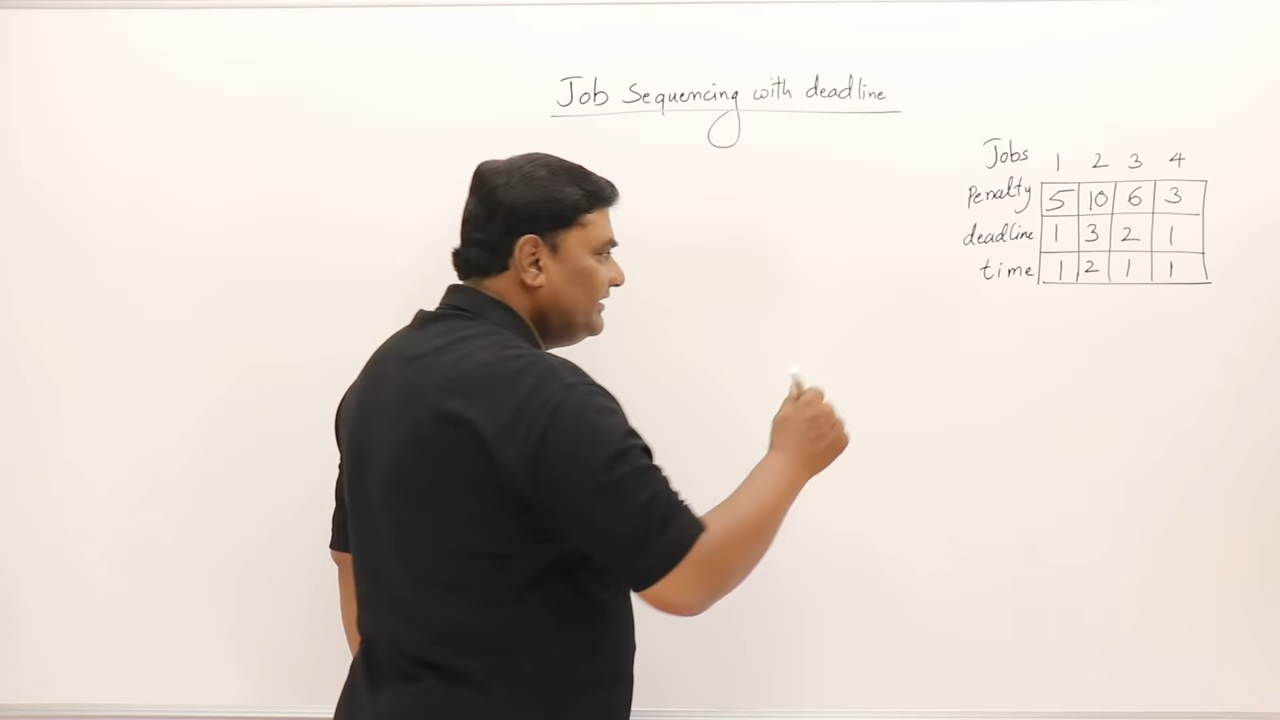 Job Sequencing with deadline
Jobs 1 2 3 4
Penalty 5 10 6 3
deadline 1 3 2 1
time 1 2 1 1